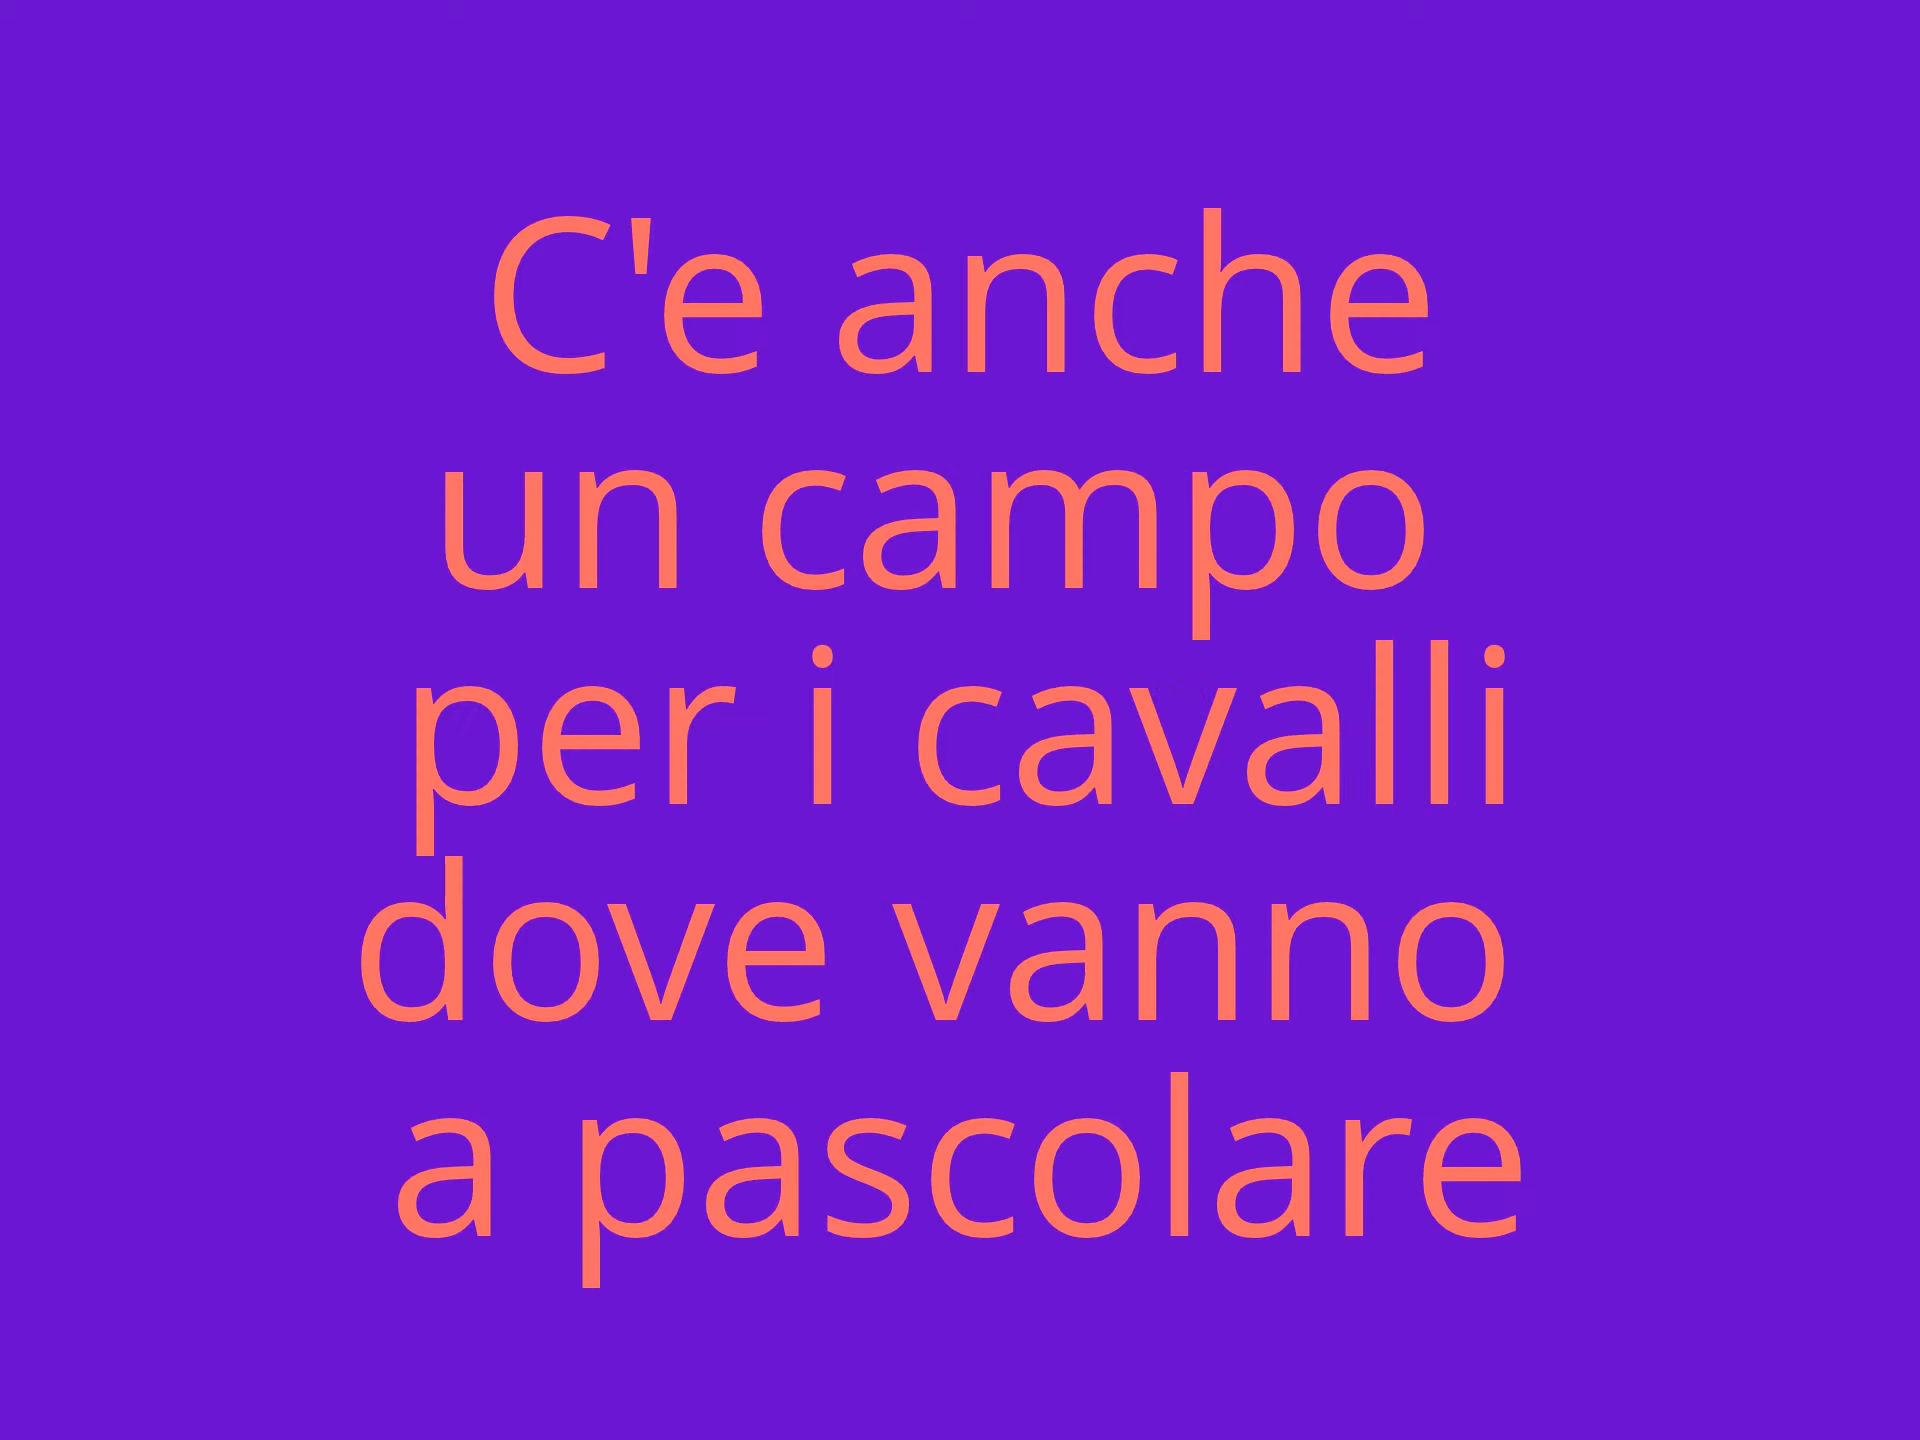 C'e anche
un campo
per i cavalli
dove vanno
a pascolare